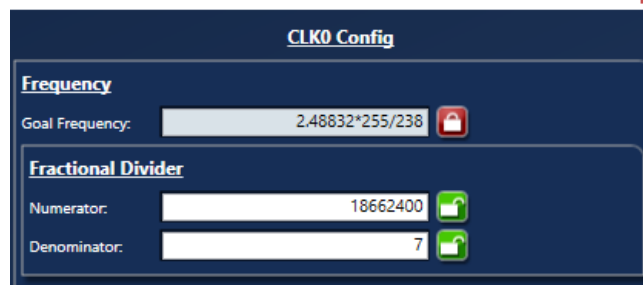 CLK0 Config
Frequency
Goal Frequency: 2.48832*255/238
Fractional Divider
Numerator: 18662400
Denominator: 7